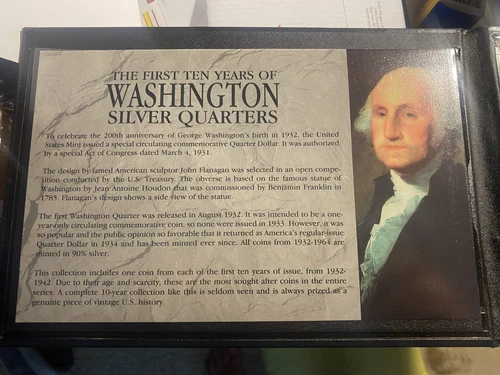 THE FIRST TEN YEARS OF
WASHINGTON
SILVER QUARTERS
To celebrate the 200th anniversary of George Washington's birth in 1932, the United
States Mint issued a special circulating commemorative Quarter Dollar. It was authorized
by a special Act of Congress dated March 4, 1931.
The design by famed American sculptor John Flanagan was selected in an open compe-
tition-conducted by the U.S. Treasury. The obverse is based on the famous statue of
Washington by Jean Antoine Houdon that was commissioned by Benjamin Franklin in
1785. Flanagan's design shows a side view of the statue.
The first Washington Quarter was released in August 1932. It was intended to be a one-
year-only circulating commemorative coin, so none were issued in 1933. However, it was
so popular and the public opinion so favorable that it returned as America's regular-issue
Quarter Dollar in 1934 and has been minted ever since. All coins from 1932-1964 are
minted in 90% silver.
This collection includes one coin from each of the first ten years of issue, from 1932-
1942. Due to their age and scarcity, these are the most sought after coins in the entire
series. A complete 10-year collection like this is seldom seen and is always prized as a
genuine piece of vintage U.S. history.